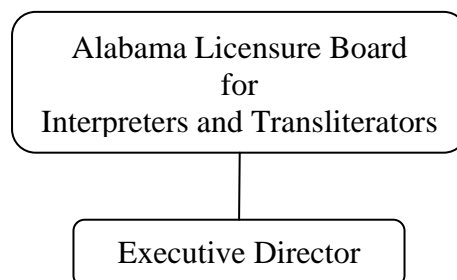 Alabama Licensure Board
for
Interpreters and Transliterators
Executive Director